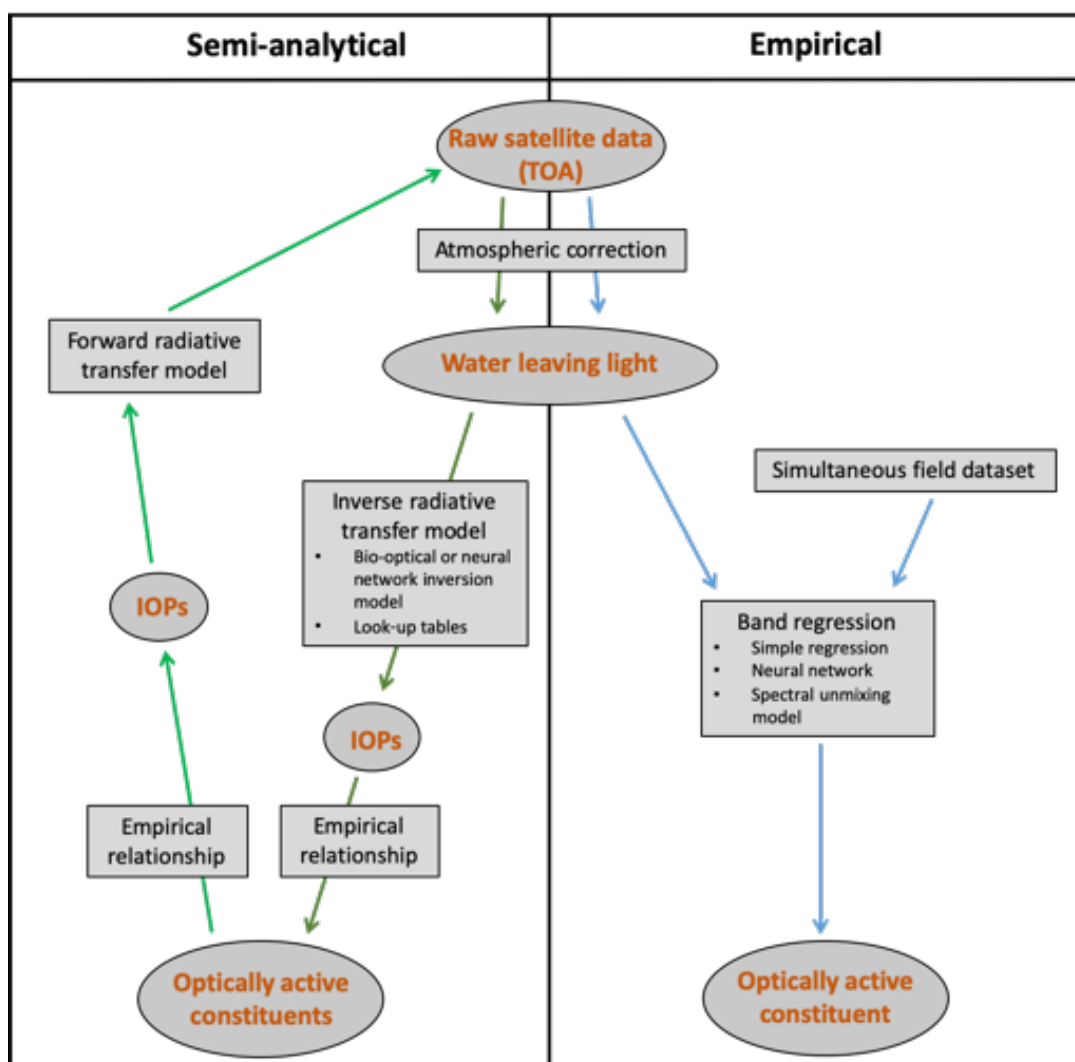 Semi-analytical
Empirical
Raw satellite data
(TOA)
Atmospheric correction
Water leaving light
Forward radiative
transfer model
Simultaneous field dataset
Inverse radiative
transfer model
• Bio-optical or neural
network inversion
model
• Look-up tables
IOPs
Band regression
• Simple regression
• Neural network
• Spectral unmixing
model
IOPs
Empirical
relationship
Empirical
relationship
Optically active
constituents
Optically active
constituent